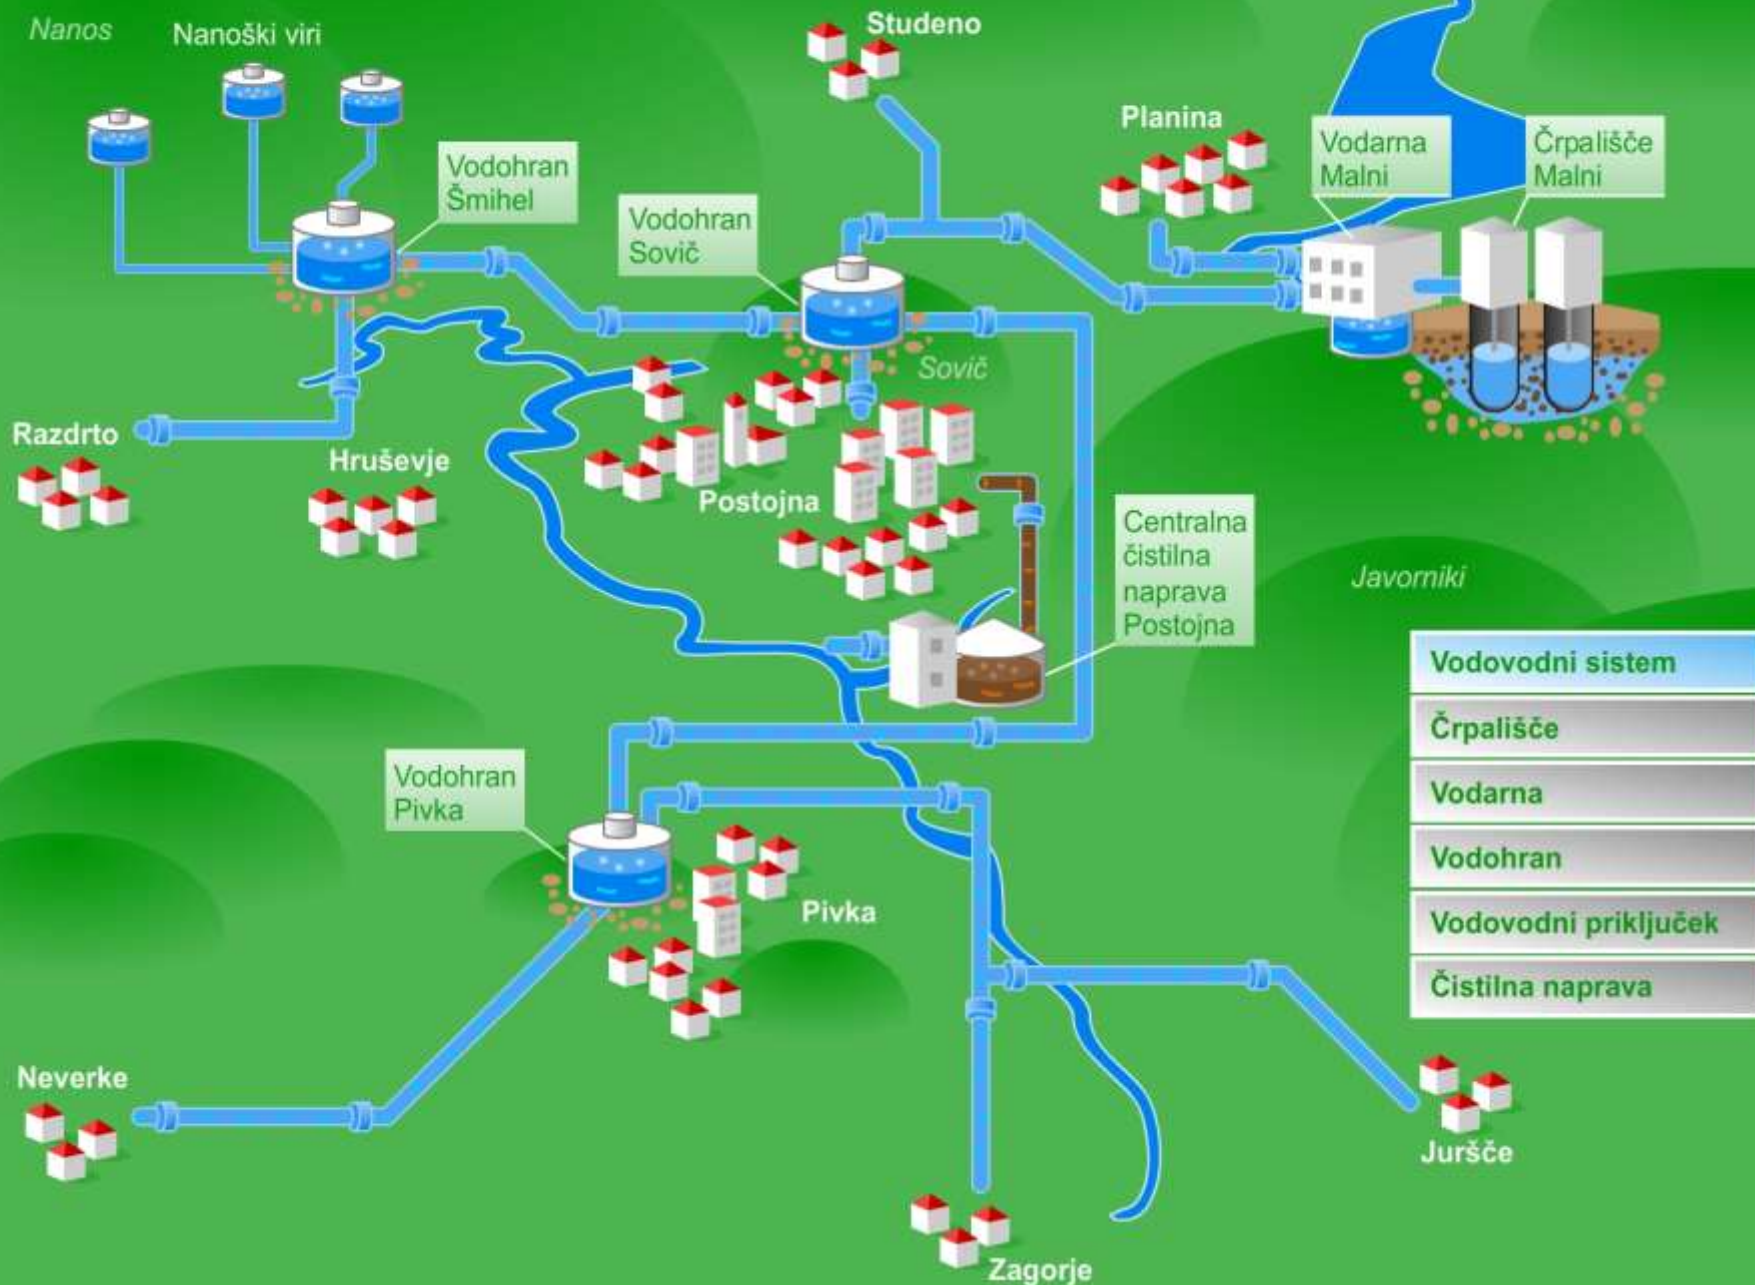 Nanos
Nanoški viri
Studeno
Planina
Vodarna
Malni
Črpališče
Malni
Vodohran
Šmihel
Vodohran
Sovič
Sovič
Razdrto
Hruševje
Postojna
Centralna
čistilna
naprava
Postojna
Javorniki
Vodovodni sistem
Črpališče
Vodarna
Vodohran
Vodovodni priključek
Čistilna naprava
Vodohran
Pivka
Pivka
Neverke
Juršče
Zagorje